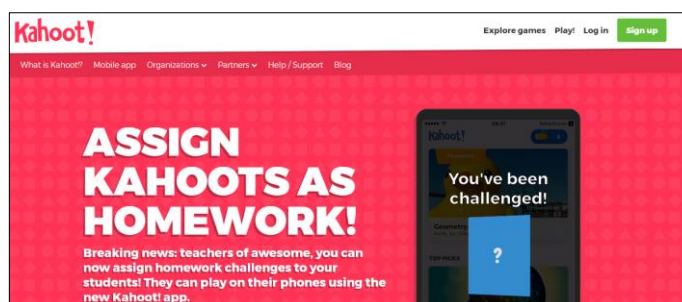 Kahoot!
Explore games Play! Log in Sign up
What is Kahoot!? Mobile app Organizations Partners Help / Support Blog
ASSIGN
KAHOOTS AS
HOMEWORK!
Breaking news: teachers of awesome, you can
now assign homework challenges to your
students! They can play on their phones using the
new Kahoot! app.
Kahoot!
You've been
challenged!
Geometry
?
TOP PICKS